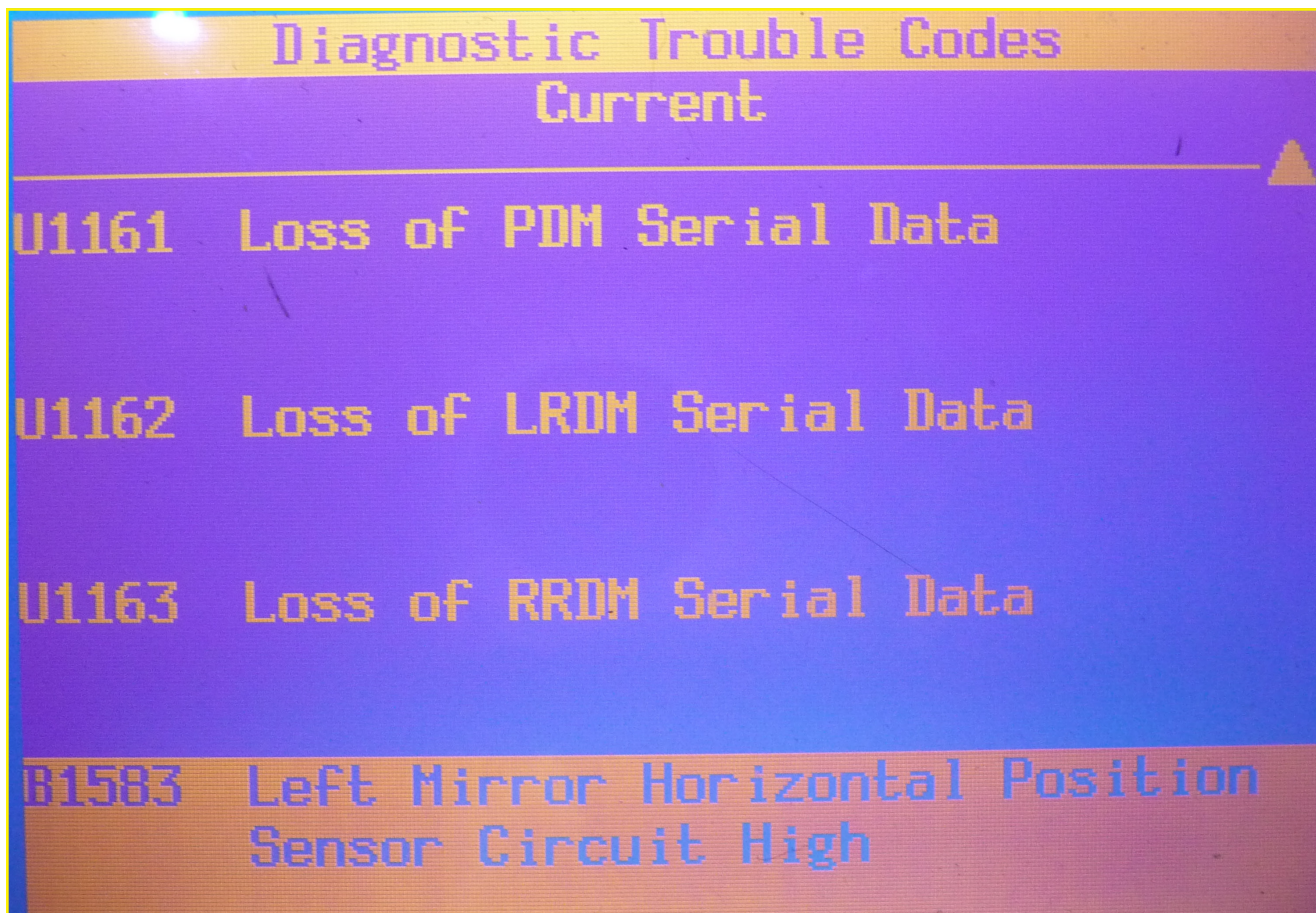 Diagnostic Trouble Codes
Current
U1161 Loss of PDM Serial Data
U1162 Loss of LRDM Serial Data
U1163 Loss of RRDM Serial Data
B1583 Left Mirror Horizontal Position
Sensor Circuit High